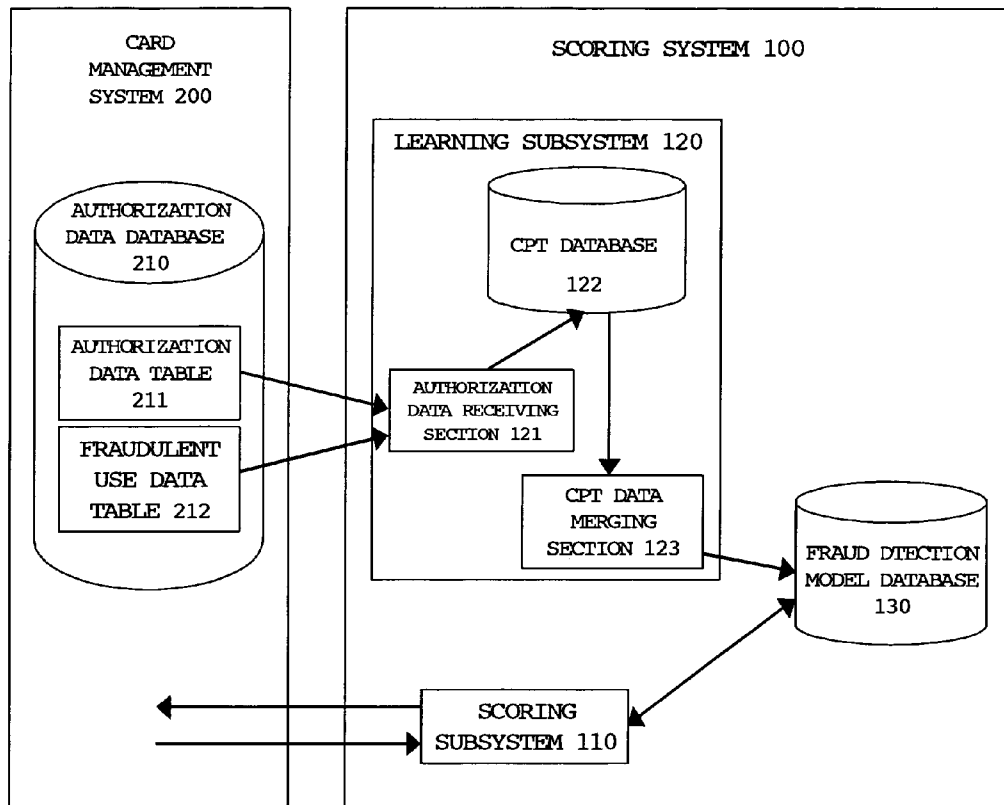 CARD
MANAGEMENT
SYSTEM 200
AUTHORIZATION
DATA DATABASE
210
AUTHORIZATION
DATA TABLE
211
FRAUDULENT
USE DATA
TABLE 212
SCORING SYSTEM 100
LEARNING SUBSYSTEM 120
CPT DATABASE
122
AUTHORIZATION
DATA RECEIVING
SECTION 121
CPT DATA
MERGING
SECTION 123
FRAUD DTECTION
MODEL DATABASE
130
SCORING
SUBSYSTEM 110